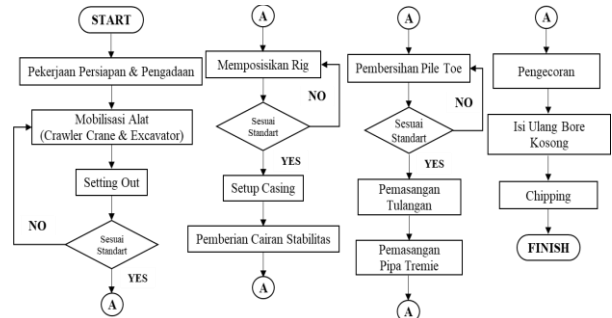 START
Pekerjaan Persiapan & Pengadaan
Mobilisasi Alat
(Crawler Crane & Excavator)
Setting Out
NO
Sesuai
Standart
YES
A
A
Memposisikan Rig
NO
Sesuai
Standart
YES
Setup Casing
Pemberian Cairan Stabilitas
A
A
Pembersihan Pile Toe
NO
Sesuai
Standart
YES
Pemasangan
Tulangan
Pemasangan
Pipa Tremie
A
A
Pengecoran
Isi Ulang Bore
Kosong
Chipping
FINISH